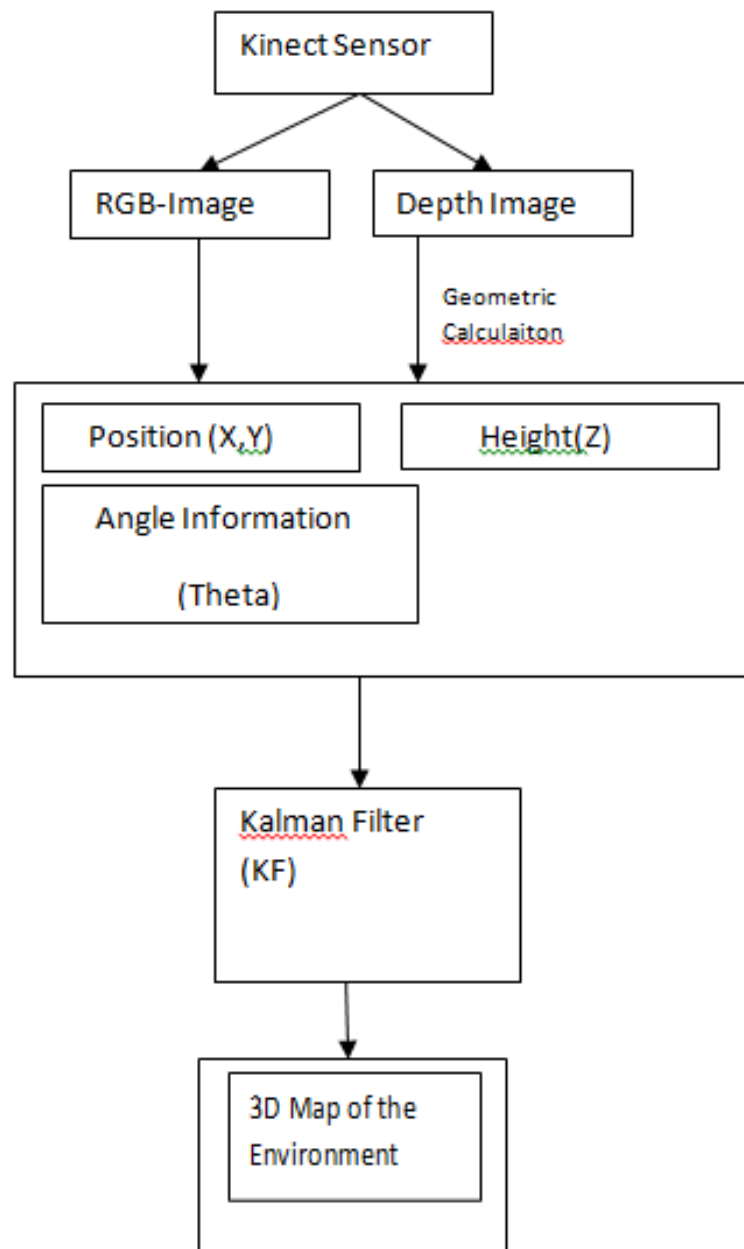 Kinect Sensor
RGB-Image
Depth Image
Geometric
Calculaiton
Position (X,Y)
Height(Z)
Angle Information
(Theta)
Kalman Filter
(KF)
3D Map of the
Environment